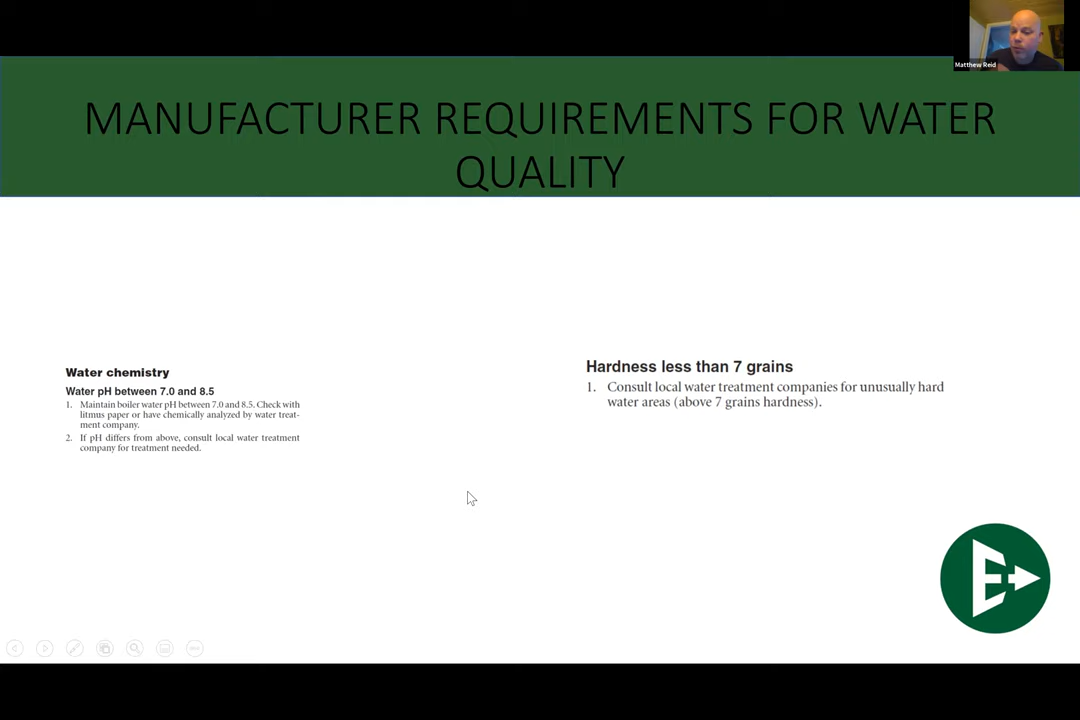 Matthew Reid
MANUFACTURER REQUIREMENTS FOR WATER
QUALITY
Water chemistry
Water pH between 7.0 and 8.5
1. Maintain boiler water pH between 7.0 and 8.5. Check with
litmus paper or have chemically analyzed by water treat-
ment company.
2. If pH differs from above, consult local water treatment
company for treatment needed.
Hardness less than 7 grains
1. Consult local water treatment companies for unusually hard
water areas (above 7 grains hardness).
E